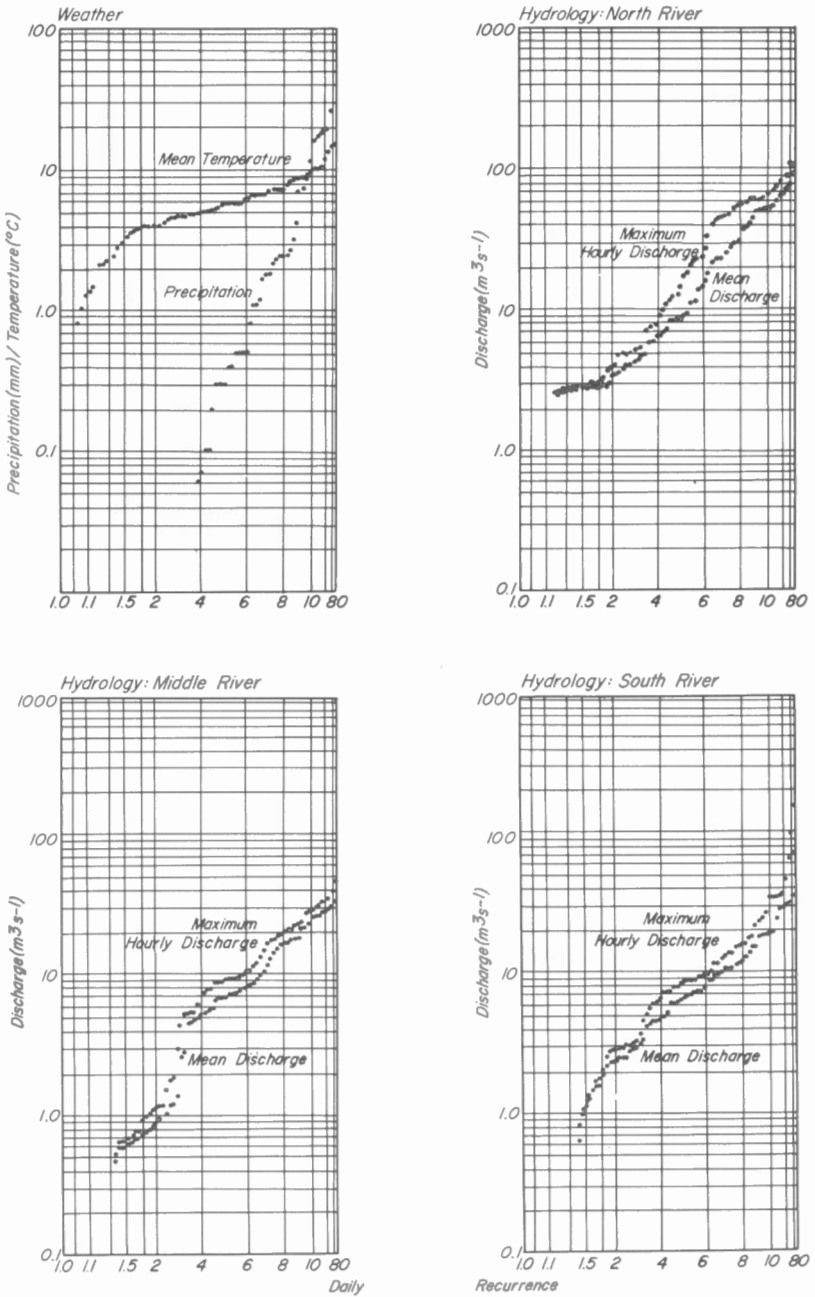 Weather
100
10
1.0
0.1
Precipitation (mm) / Temperature (°C)
Mean Temperature
Precipitation
1.0 1.1 1.5 2 4 6 8 10 80
Hydrology: North River
1000
100
10
1.0
0.1
Discharge (m³s-1)
Maximum
Hourly Discharge
Mean
Discharge
1.0 1.1 1.5 2 4 6 8 10 80
Hydrology: Middle River
1000
100
10
1.0
0.1
Discharge (m³s-1)
Maximum
Hourly Discharge
Mean Discharge
1.0 1.1 1.5 2 4 6 8 10 80
Daily
Hydrology: South River
1000
100
10
1.0
0.1
Discharge (m³s-1)
Maximum
Hourly Discharge
Mean Discharge
1.0 1.1 1.5 2 4 6 8 10 80
Recurrence